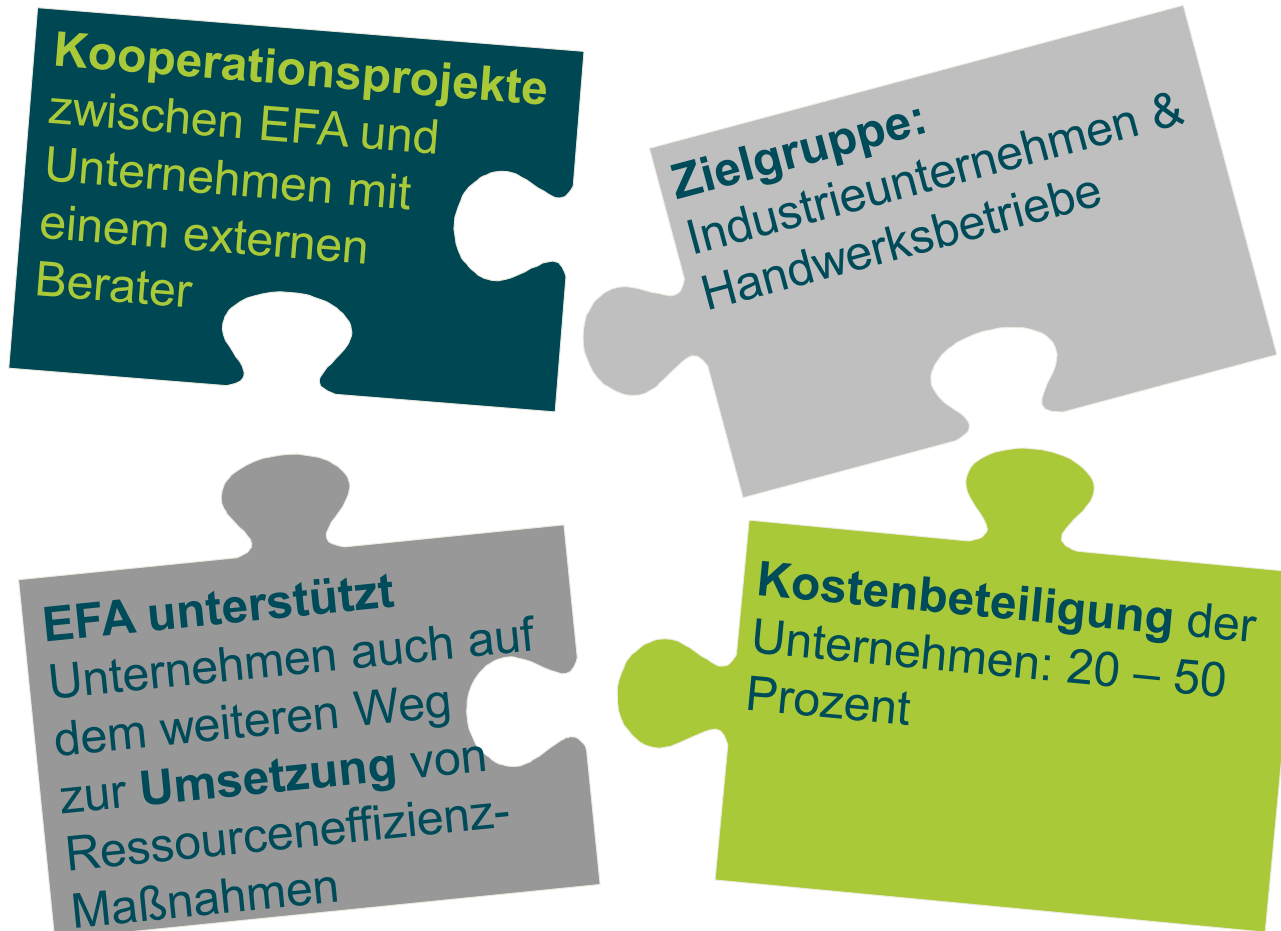 Kooperationsprojekte
zwischen EFA und
Unternehmen mit
einem externen
Berater
Zielgruppe:
Industrieunternehmen &
Handwerksbetriebe
EFA unterstützt
Unternehmen auch auf
dem weiteren Weg
zur Umsetzung von
Ressourceneffizienz-
Maßnahmen
Kostenbeteiligung der
Unternehmen: 20 – 50
Prozent